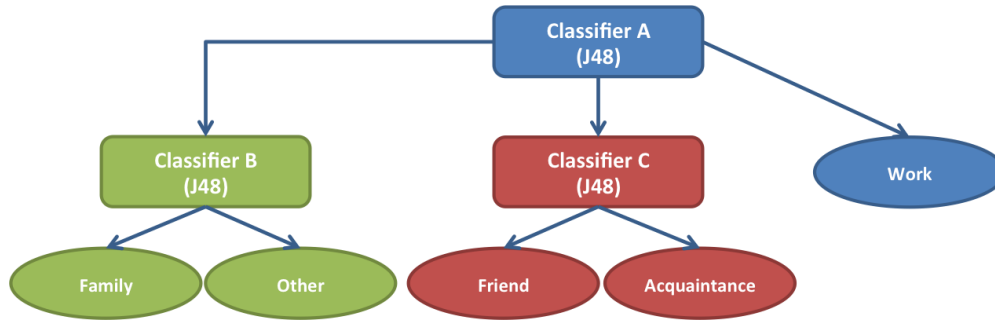 Classifier A
(J48)
Classifier B
(J48)
Classifier C
(J48)
Work
Family
Other
Friend
Acquaintance